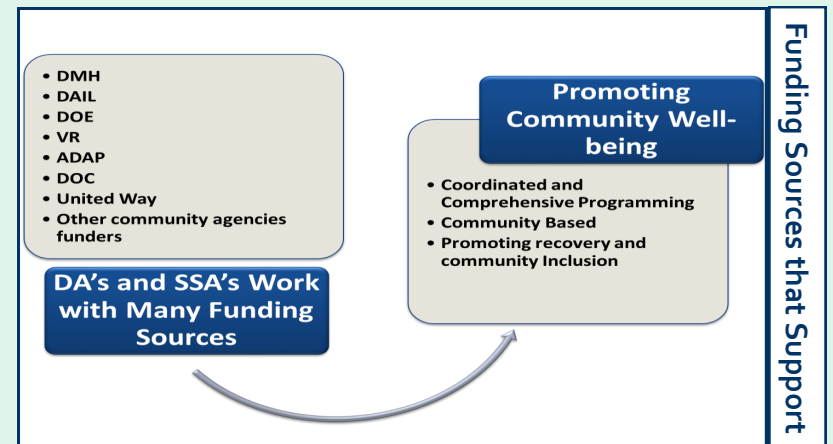 • DMH
• DAIL
• DOE
• VR
• ADAP
• DOC
• United Way
• Other community agencies
funders
DA's and SSA's Work
with Many Funding
Sources
Promoting
Community Well-
being
• Coordinated and
Comprehensive Programming
• Community Based
• Promoting recovery and
community Inclusion
Funding Sources that Support